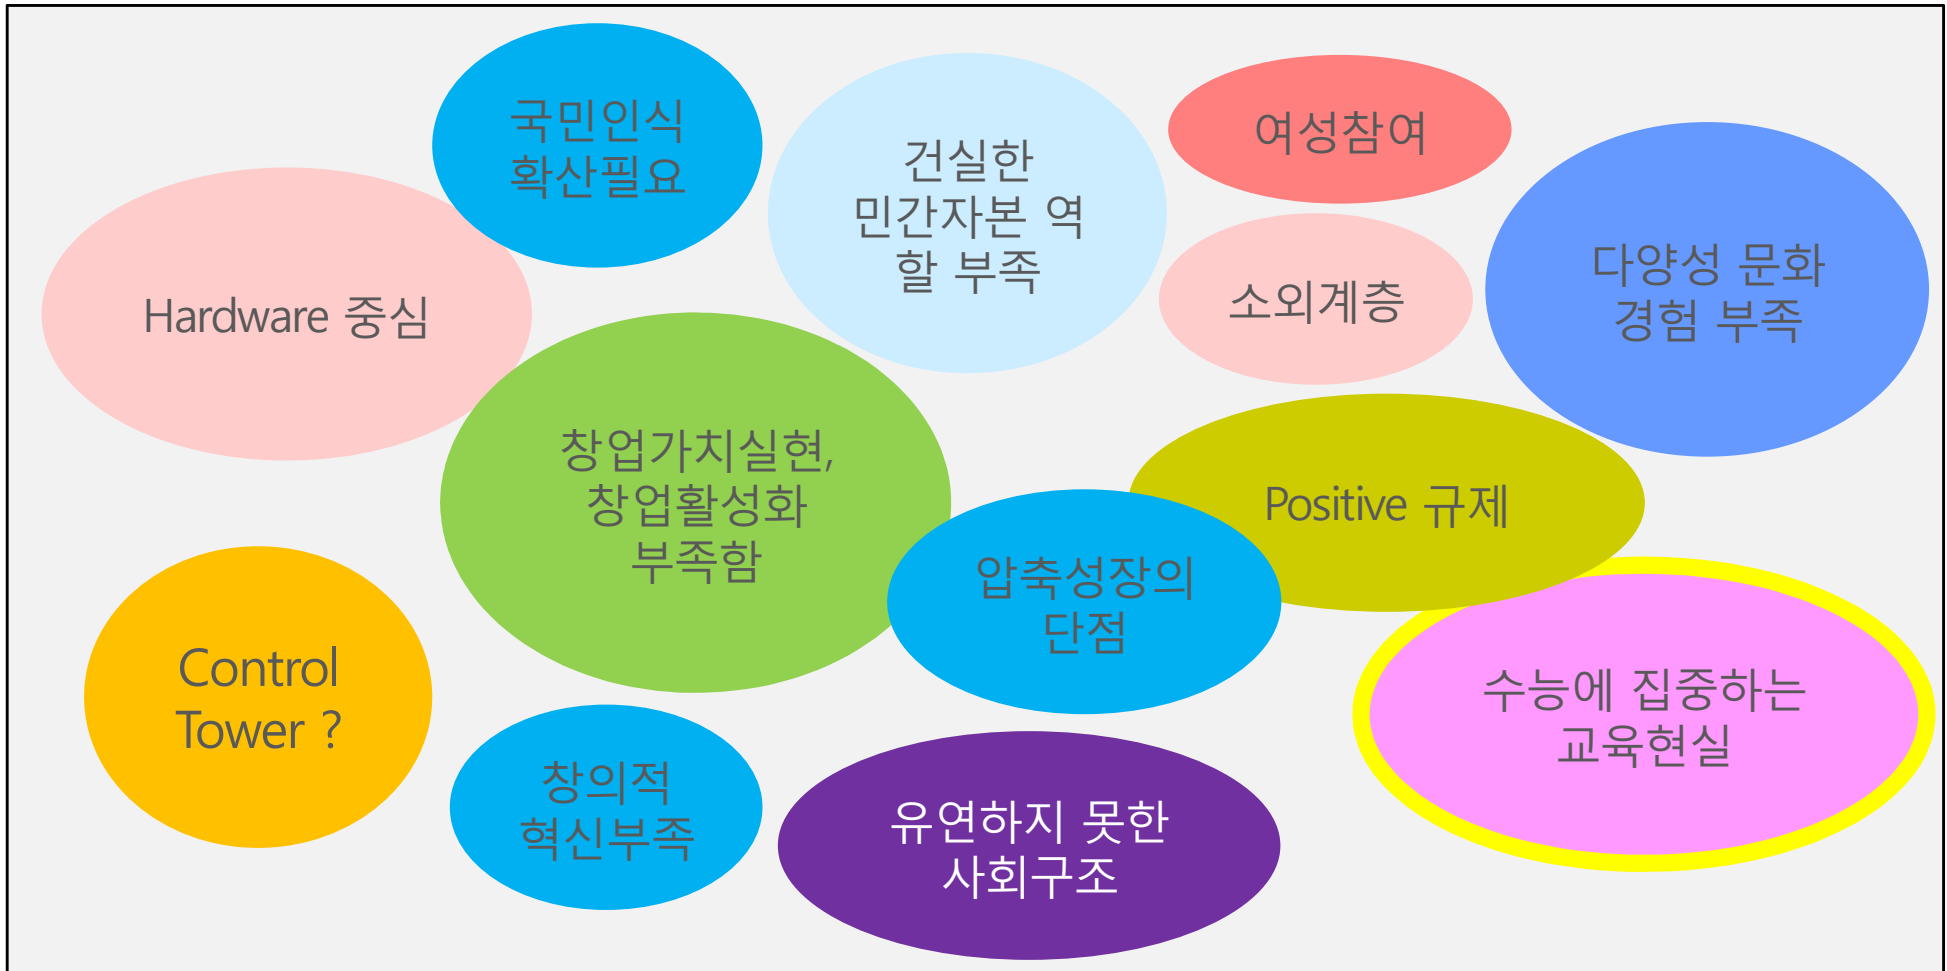 국민인식
확산필요
건실한
민간자본 역
할 부족
여성참여
다양성 문화
경험 부족
Hardware 중심
소외계층
창업가치실현,
창업활성화
부족함
Positive 규제
압축성장의
단점
Control
Tower ?
수능에 집중하는
교육현실
창의적
혁신부족
유연하지 못한
사회구조